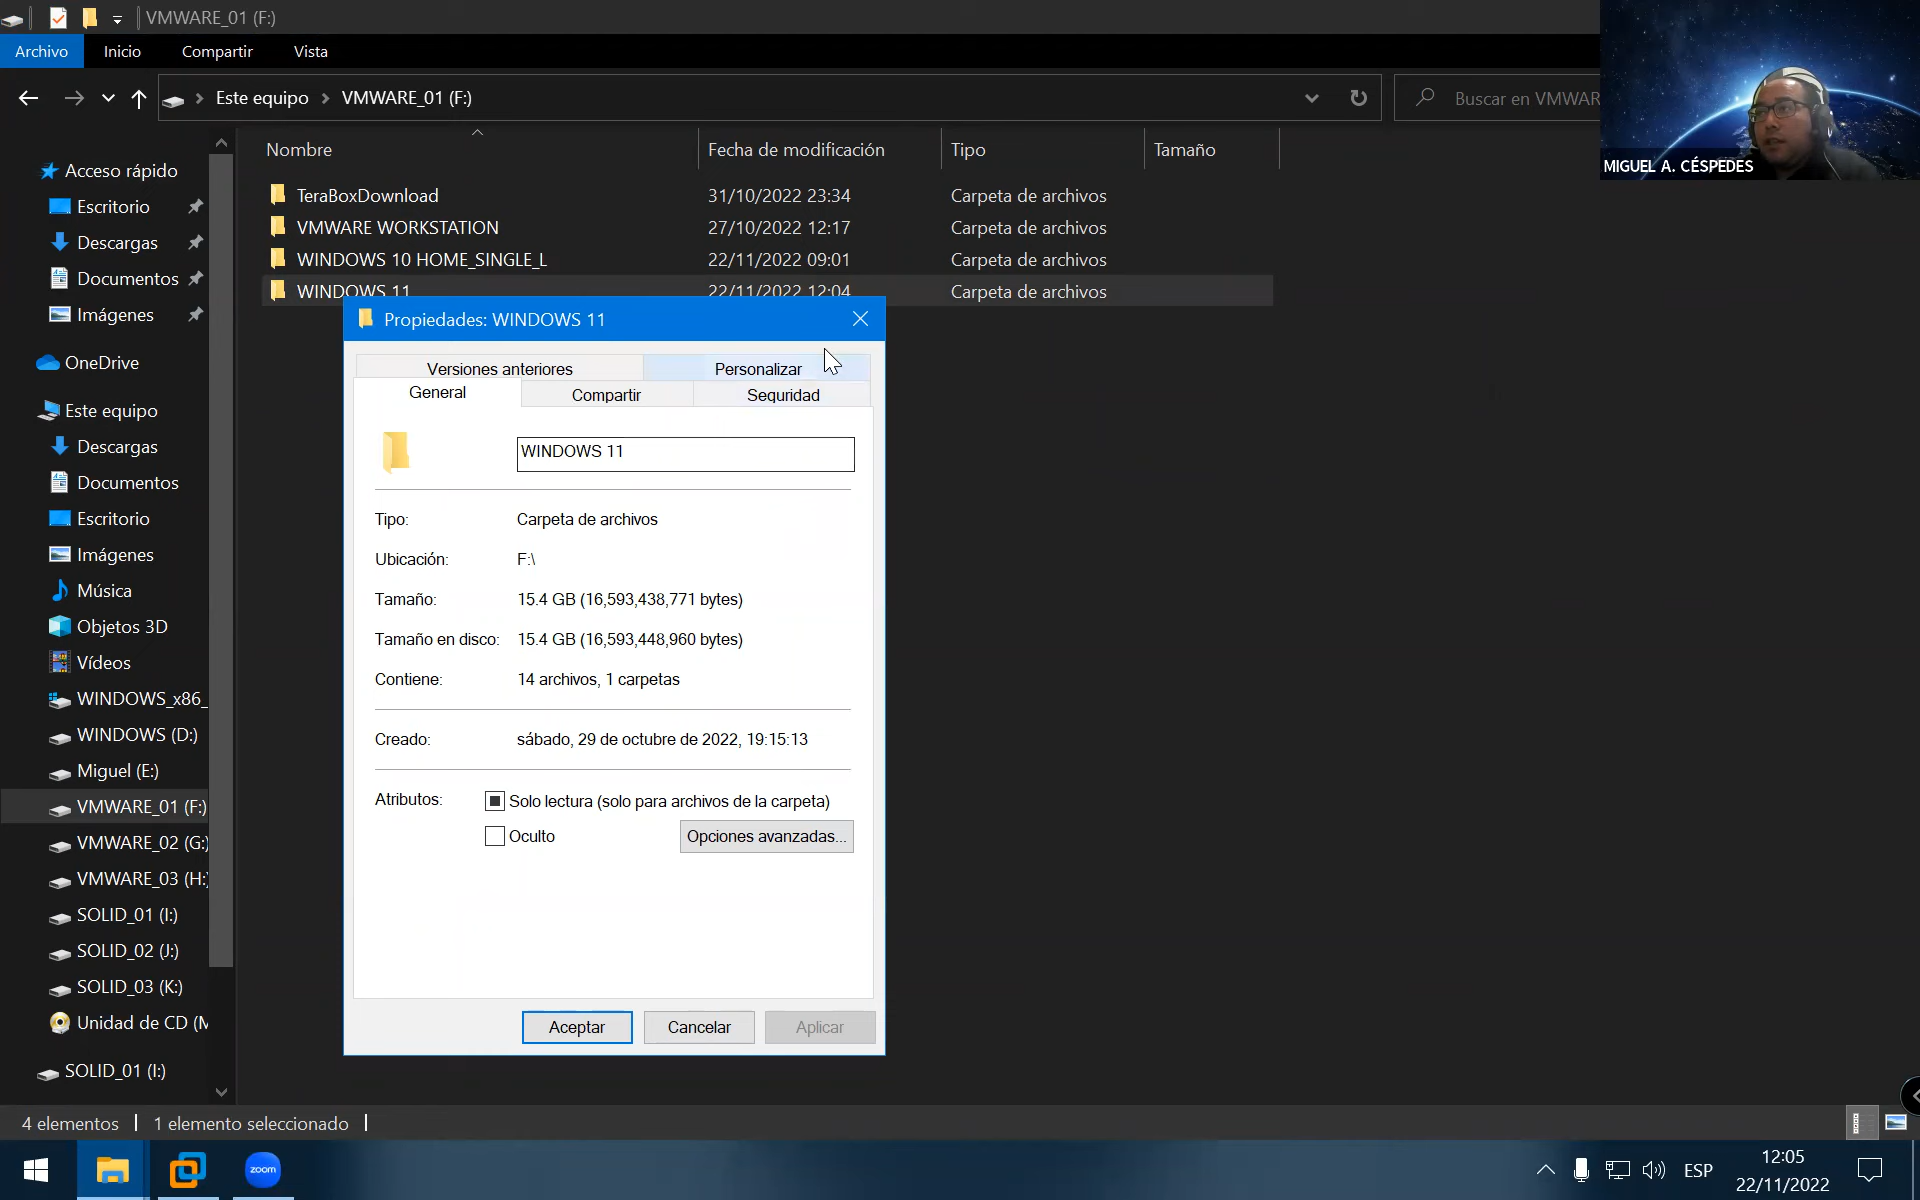 VMWARE_01 (F:)
Archivo Inicio Compartir Vista
Este equipo VMWARE_01 (F:) Buscar en VMWAR
MIGUEL A. CÉSPEDES
Nombre Fecha de modificación Tipo Tamaño
TeraBoxDownload 31/10/2022 23:34 Carpeta de archivos
VMWARE WORKSTATION 27/10/2022 12:17 Carpeta de archivos
WINDOWS 10 HOME_SINGLE_L 22/11/2022 09:01 Carpeta de archivos
WINDOWS 11 22/11/2022 12:04 Carpeta de archivos
Acceso rápido
Escritorio
Descargas
Documentos
Imágenes
OneDrive
Este equipo
Descargas
Documentos
Escritorio
Imágenes
Música
Objetos 3D
Vídeos
WINDOWS_x86_
WINDOWS (D:)
Miguel (E:)
VMWARE_01 (F:)
VMWARE_02 (G:)
VMWARE_03 (H:)
SOLID_01 (I:)
SOLID_02 (J:)
SOLID_03 (K:)
Unidad de CD (M
SOLID_01 (I:)
Propiedades: WINDOWS 11
Versiones anteriores Personalizar
General Compartir Seguridad
WINDOWS 11
Tipo: Carpeta de archivos
Ubicación: F:\
Tamaño: 15.4 GB (16,593,438,771 bytes)
Tamaño en disco: 15.4 GB (16,593,448,960 bytes)
Contiene: 14 archivos, 1 carpetas
Creado: sábado, 29 de octubre de 2022, 19:15:13
Atributos: Solo lectura (solo para archivos de la carpeta)
Oculto Opciones avanzadas...
Aceptar Cancelar Aplicar
4 elementos 1 elemento seleccionado
zoom
ESP
12:05
22/11/2022